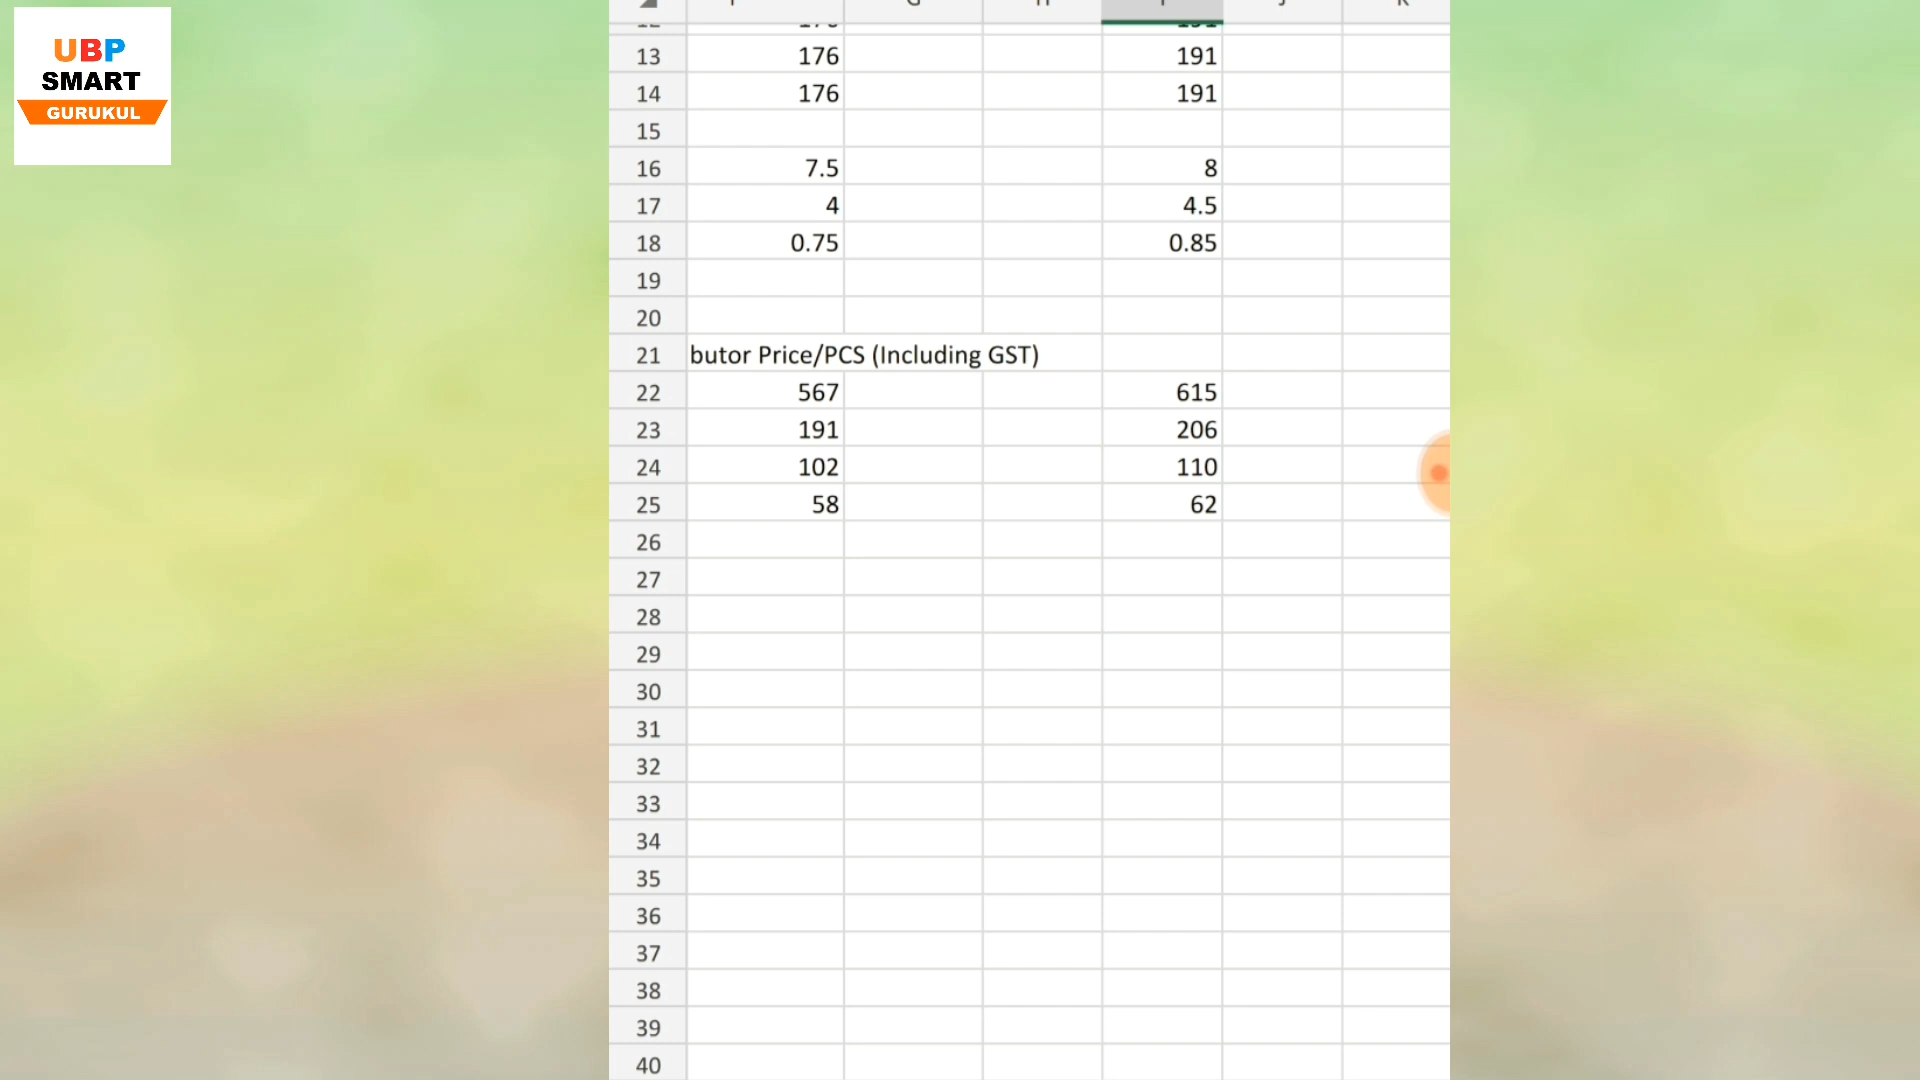 UBP
SMART
GURUKUL
G H J K
13 176 191
14 176 191
15
16 7.5 8
17 4 4.5
18 0.75 0.85
19
20
21 butor Price/PCS (Including GST)
22 567 615
23 191 206
24 102 110
25 58 62
26
27
28
29
30
31
32
33
34
35
36
37
38
39
40